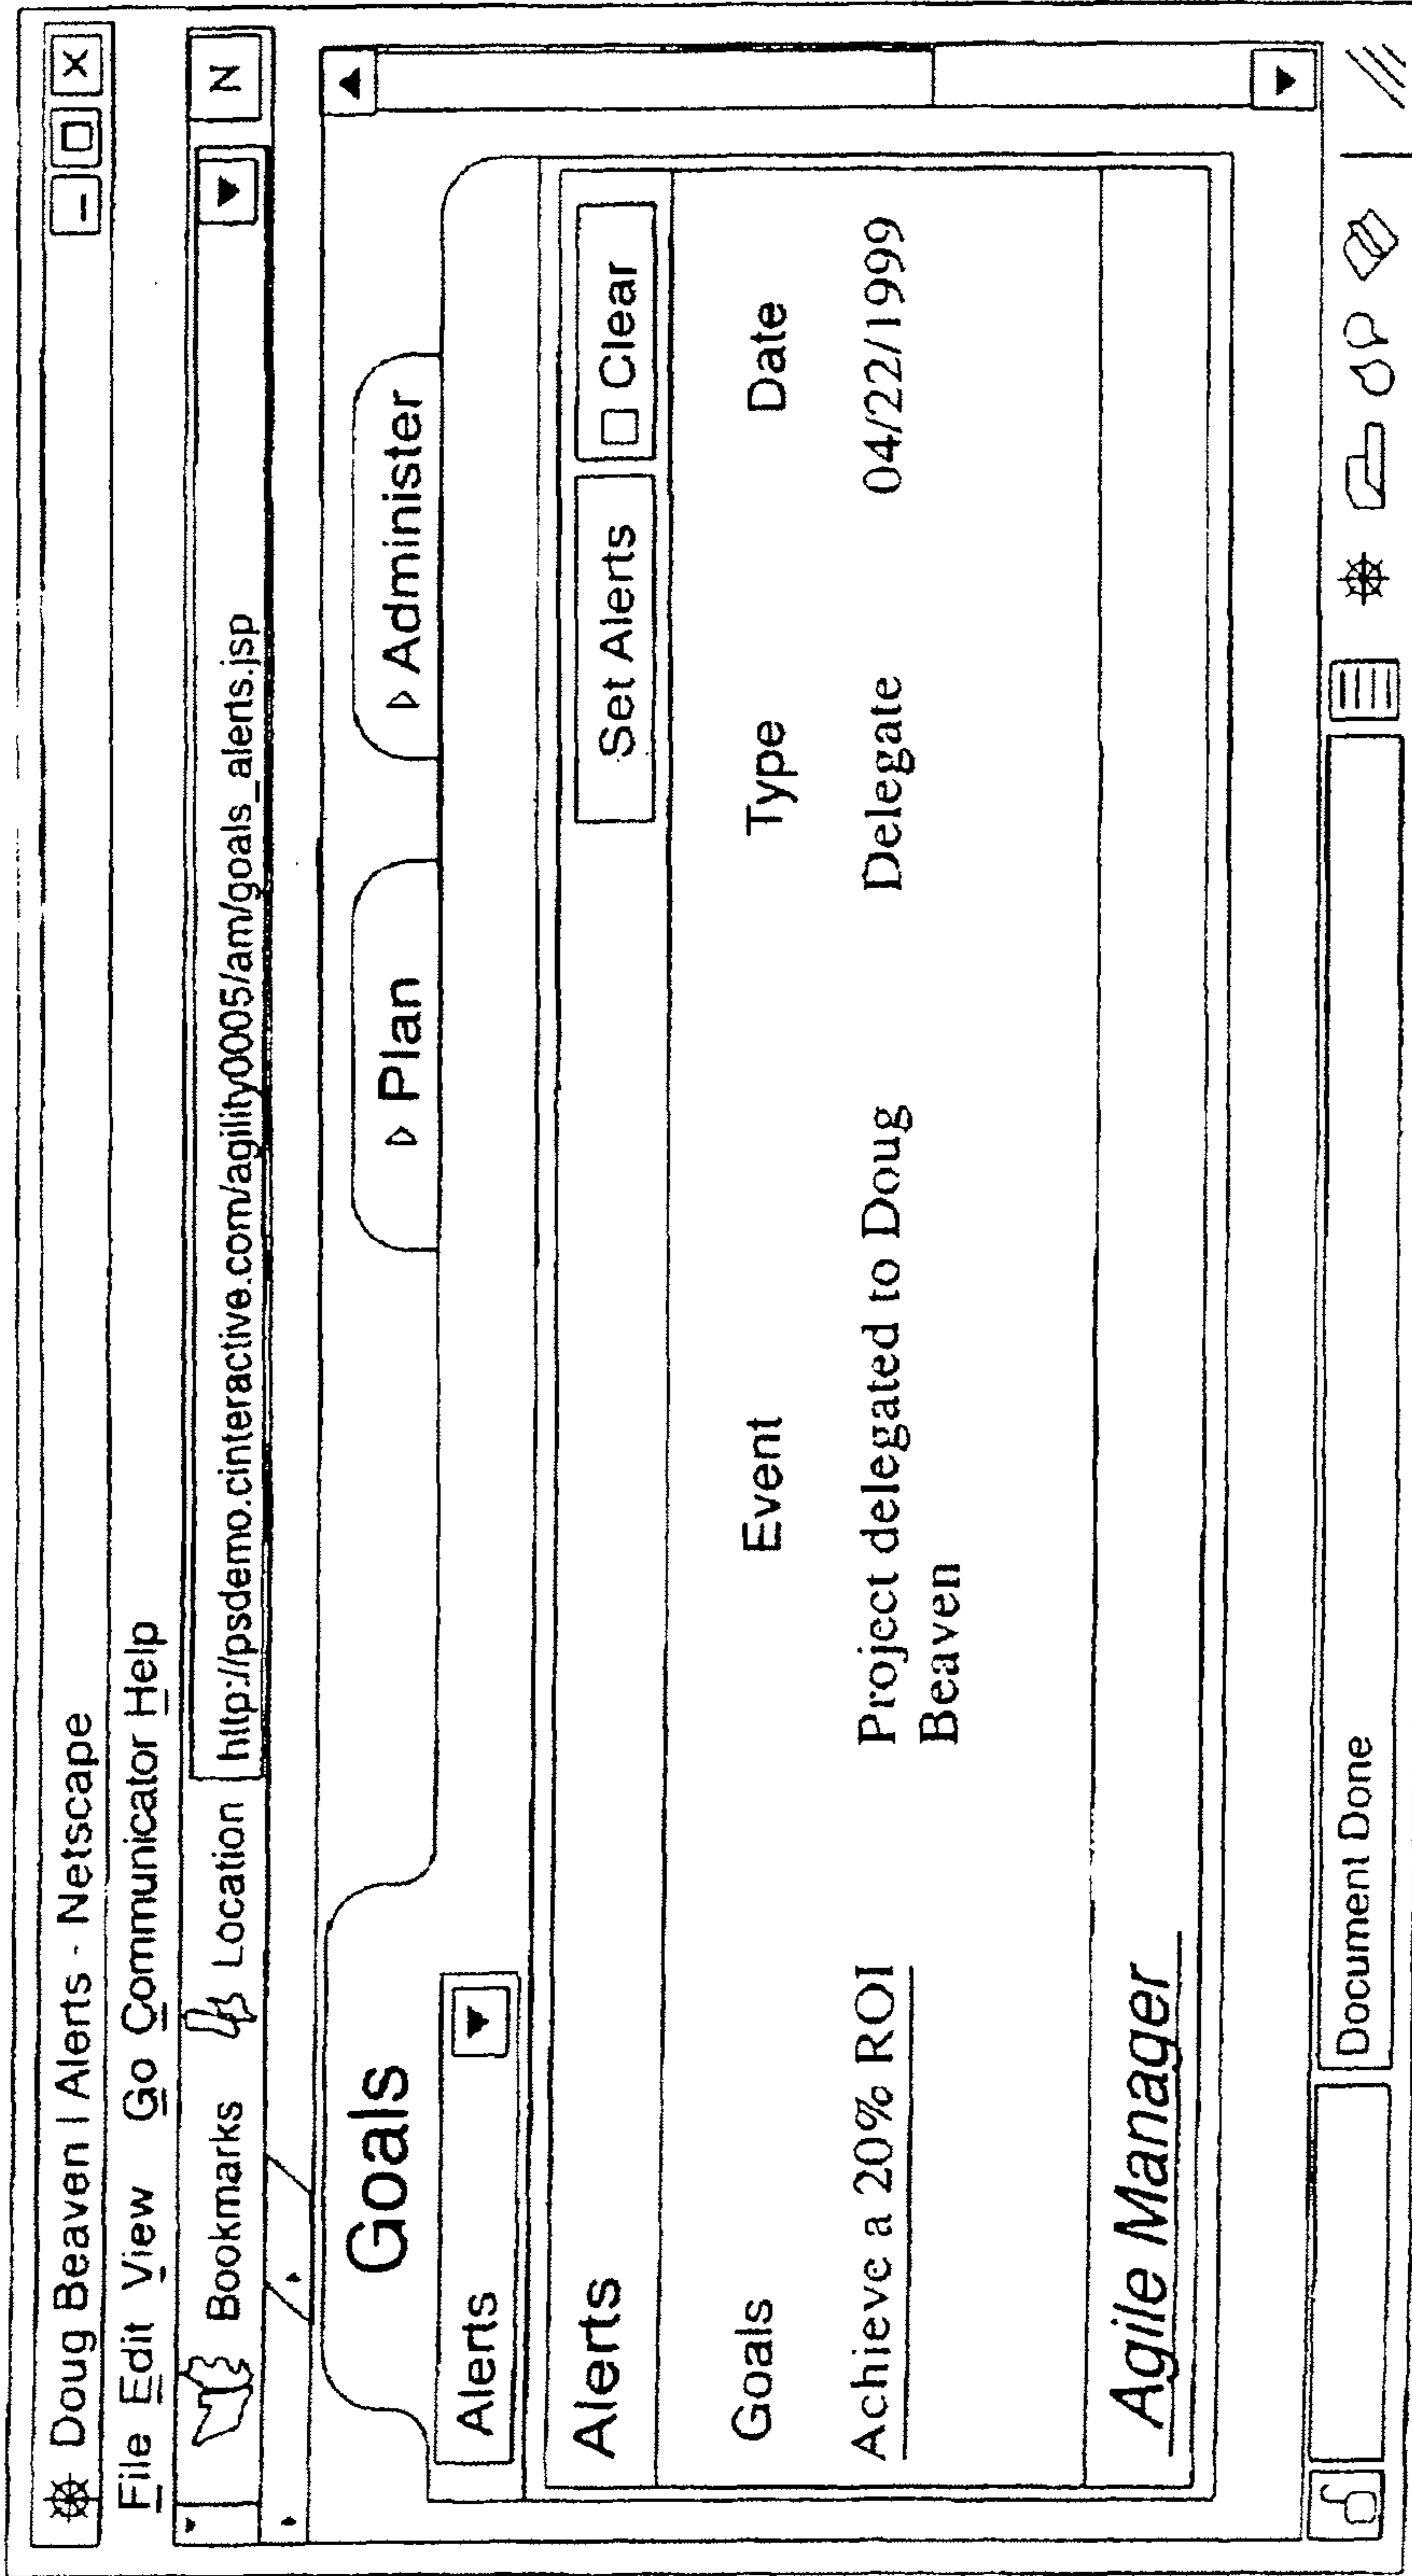 Doug Beaven | Alerts - Netscape
File Edit View Go Communicator Help
Bookmarks Location http://psdemo.cinteractive.com/agility0005/am/goals_alerts.jsp N
Goals Plan Administer
Alerts
Alerts Set Alerts Clear
Goals Event Type Date
Achieve a 20% ROI Project delegated to Doug Delegate 04/22/1999
Beaven
Agile Manager
Document Done